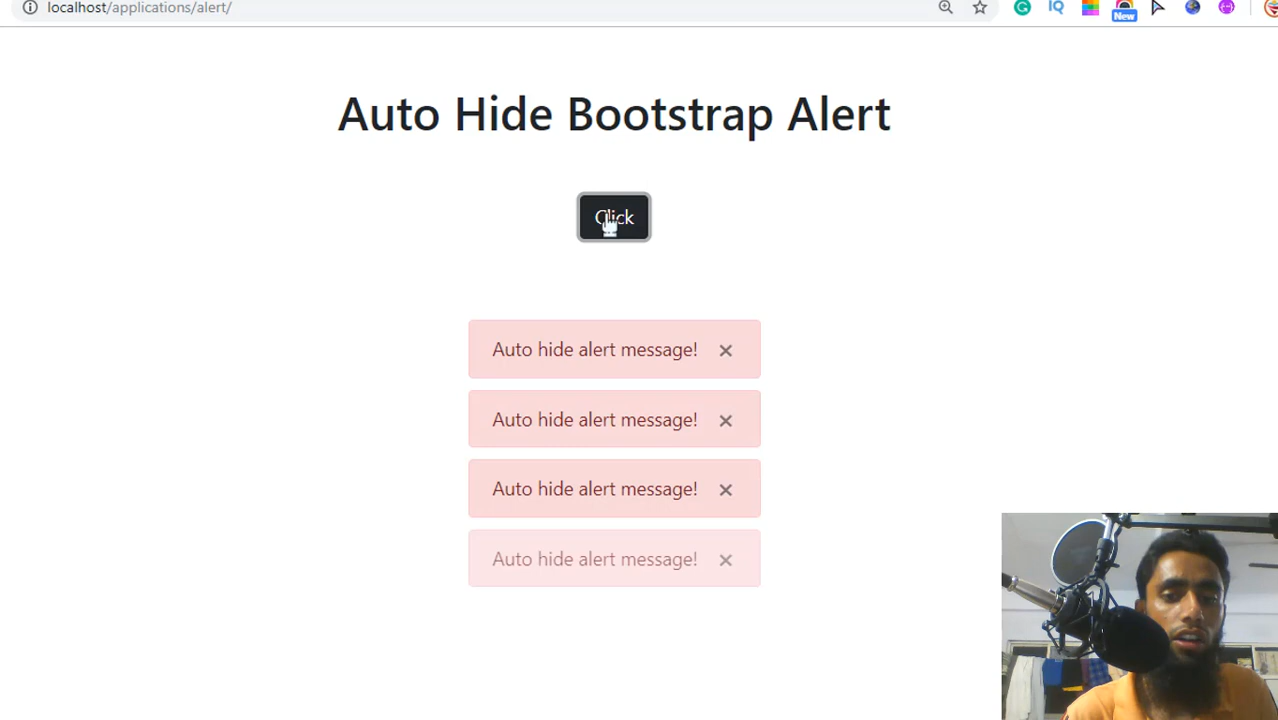 localhost/applications/alert/
New
Auto Hide Bootstrap Alert
Click
Auto hide alert message! ×
Auto hide alert message! ×
Auto hide alert message! ×
Auto hide alert message! ×